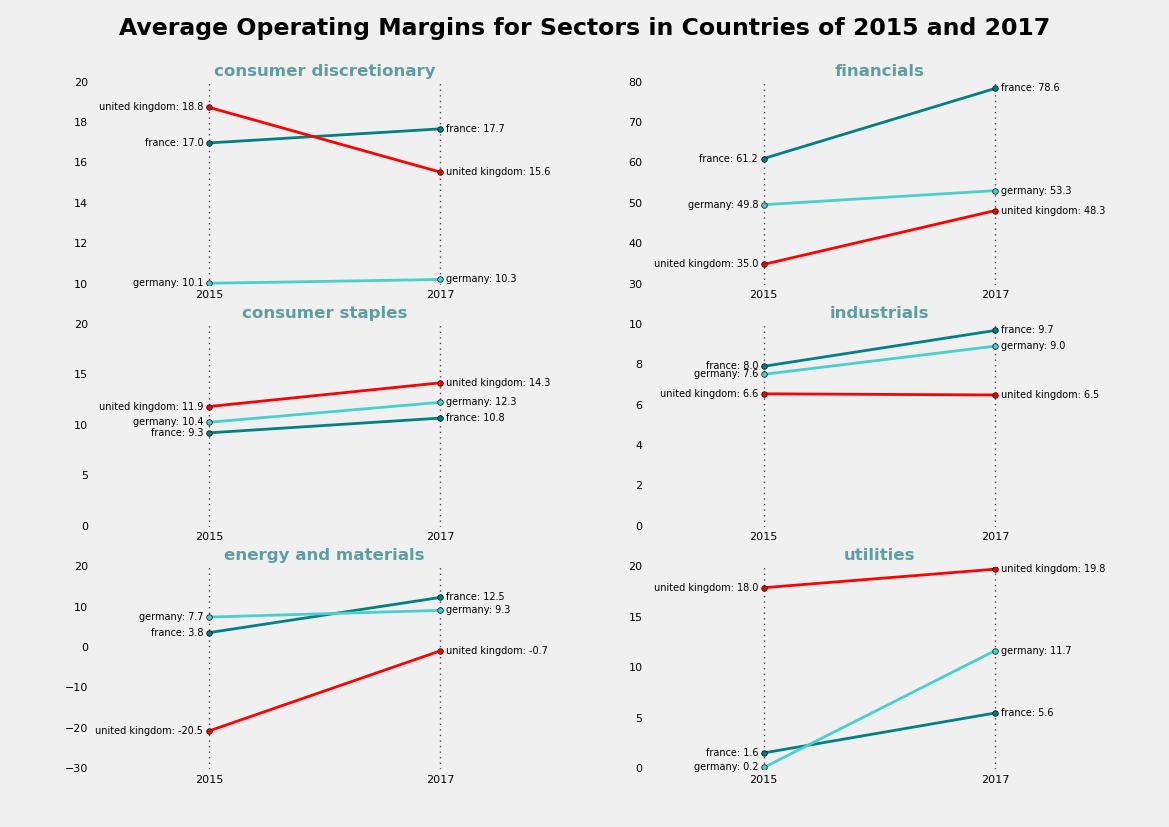 Average Operating Margins for Sectors in Countries of 2015 and 2017
consumer discretionary
20
18
16
14
12
10
united kingdom: 18.8
france: 17.0
germany: 10.1
france: 17.7
united kingdom: 15.6
germany: 10.3
2015
2017
financials
80
70
60
50
40
30
france: 61.2
germany: 49.8
united kingdom: 35.0
france: 78.6
germany: 53.3
united kingdom: 48.3
2015
2017
consumer staples
20
15
10
5
0
united kingdom: 11.9
germany: 10.4
france: 9.3
united kingdom: 14.3
germany: 12.3
france: 10.8
2015
2017
industrials
10
8
6
4
2
0
france: 8.0
germany: 7.6
united kingdom: 6.6
france: 9.7
germany: 9.0
united kingdom: 6.5
2015
2017
energy and materials
20
10
0
−10
−20
−30
germany: 7.7
france: 3.8
united kingdom: -20.5
france: 12.5
germany: 9.3
united kingdom: -0.7
2015
2017
utilities
20
15
10
5
0
united kingdom: 18.0
france: 1.6
germany: 0.2
united kingdom: 19.8
germany: 11.7
france: 5.6
2015
2017